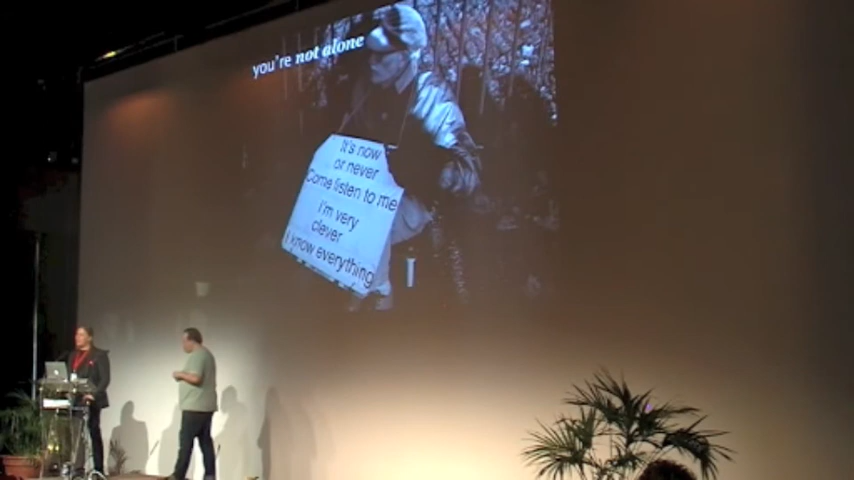 you're not alone
It's now
or never
Come listen to me
I'm very
clever
I know everything